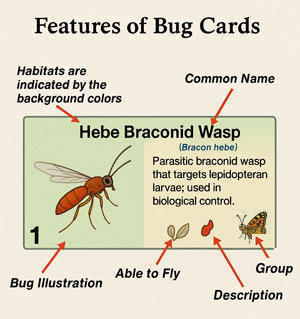 Features of Bug Cards
Habitats are
indicated by the
background colors
Common Name
Hebe Braconid Wasp
(Bracon hebe)
Parasitic braconid wasp
that targets lepidopteran
larvae; used in
biological control.
1
Bug Illustration
Able to Fly
Description
Group